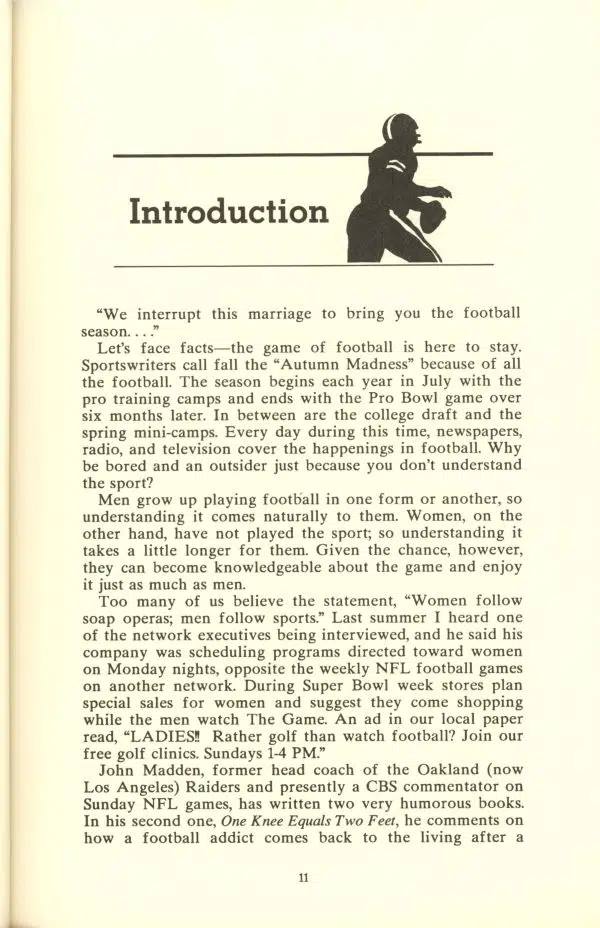 Introduction
“We interrupt this marriage to bring you the football
season. . . .”
Let’s face facts—the game of football is here to stay.
Sportswriters call fall the “Autumn Madness” because of all
the football. The season begins each year in July with the
pro training camps and ends with the Pro Bowl game over
six months later. In between are the college draft and the
spring mini-camps. Every day during this time, newspapers,
radio, and television cover the happenings in football. Why
be bored and an outsider just because you don’t understand
the sport?
Men grow up playing football in one form or another, so
understanding it comes naturally to them. Women, on the
other hand, have not played the sport; so understanding it
takes a little longer for them. Given the chance, however,
they can become knowledgeable about the game and enjoy
it just as much as men.
Too many of us believe the statement, “Women follow
soap operas; men follow sports.” Last summer I heard one
of the network executives being interviewed, and he said his
company was scheduling programs directed toward women
on Monday nights, opposite the weekly NFL football games
on another network. During Super Bowl week stores plan
special sales for women and suggest they come shopping
while the men watch The Game. An ad in our local paper
read, “LADIES!! Rather golf than watch football? Join our
free golf clinics. Sundays 1-4 PM.”
John Madden, former head coach of the Oakland (now
Los Angeles) Raiders and presently a CBS commentator on
Sunday NFL games, has written two very humorous books.
In his second one, One Knee Equals Two Feet, he comments on
how a football addict comes back to the living after a
11